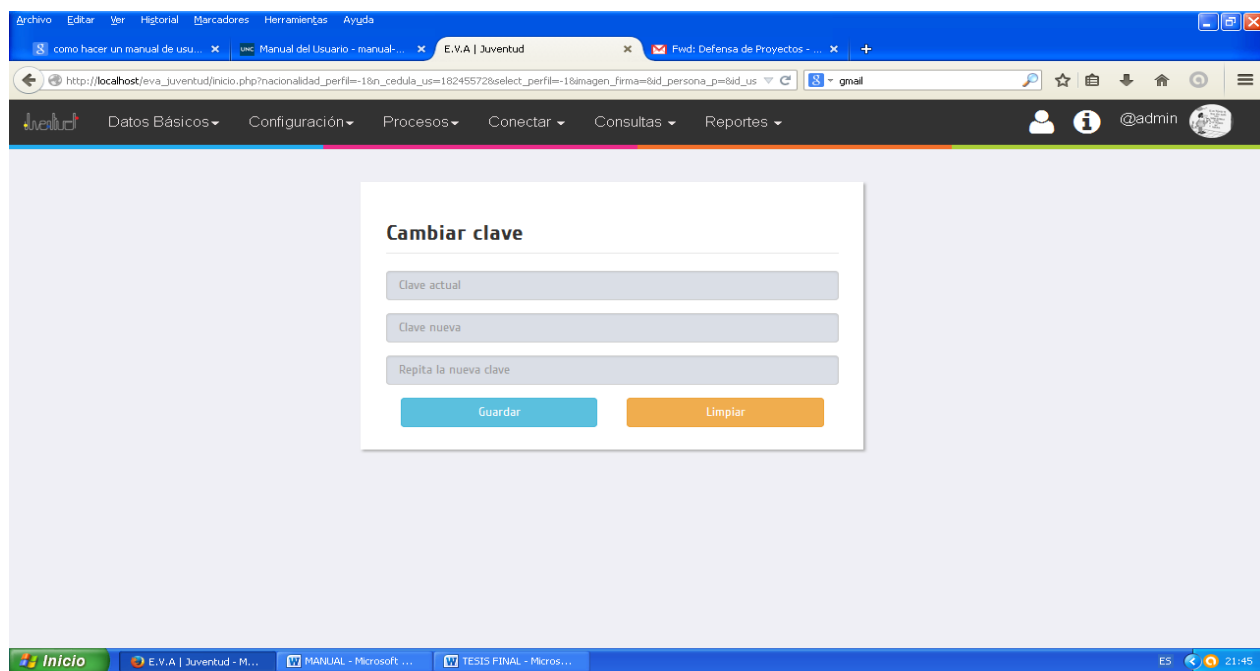 Archivo Editar Ver Historial Marcadores Herramientas Ayuda
como hacer un manual de usu... Manual del Usuario - manual-... E.V.A | Juventud Fwd: Defensa de Proyectos - ...
http://localhost/eva_juventud/inicio.php?nacionalidad_perfil=-1&n_cedula_us=18245572&select_perfil=-1&imagen_firma=&id_persona_p=&id_us gmail
Juventud Datos Básicos Configuración Procesos Conectar Consultas Reportes @admin
Cambiar clave
Clave actual
Clave nueva
Repita la nueva clave
Guardar Limpiar
Inicio E.V.A | Juventud - M... MANUAL - Microsoft ... TESIS FINAL - Micros... ES 21:45